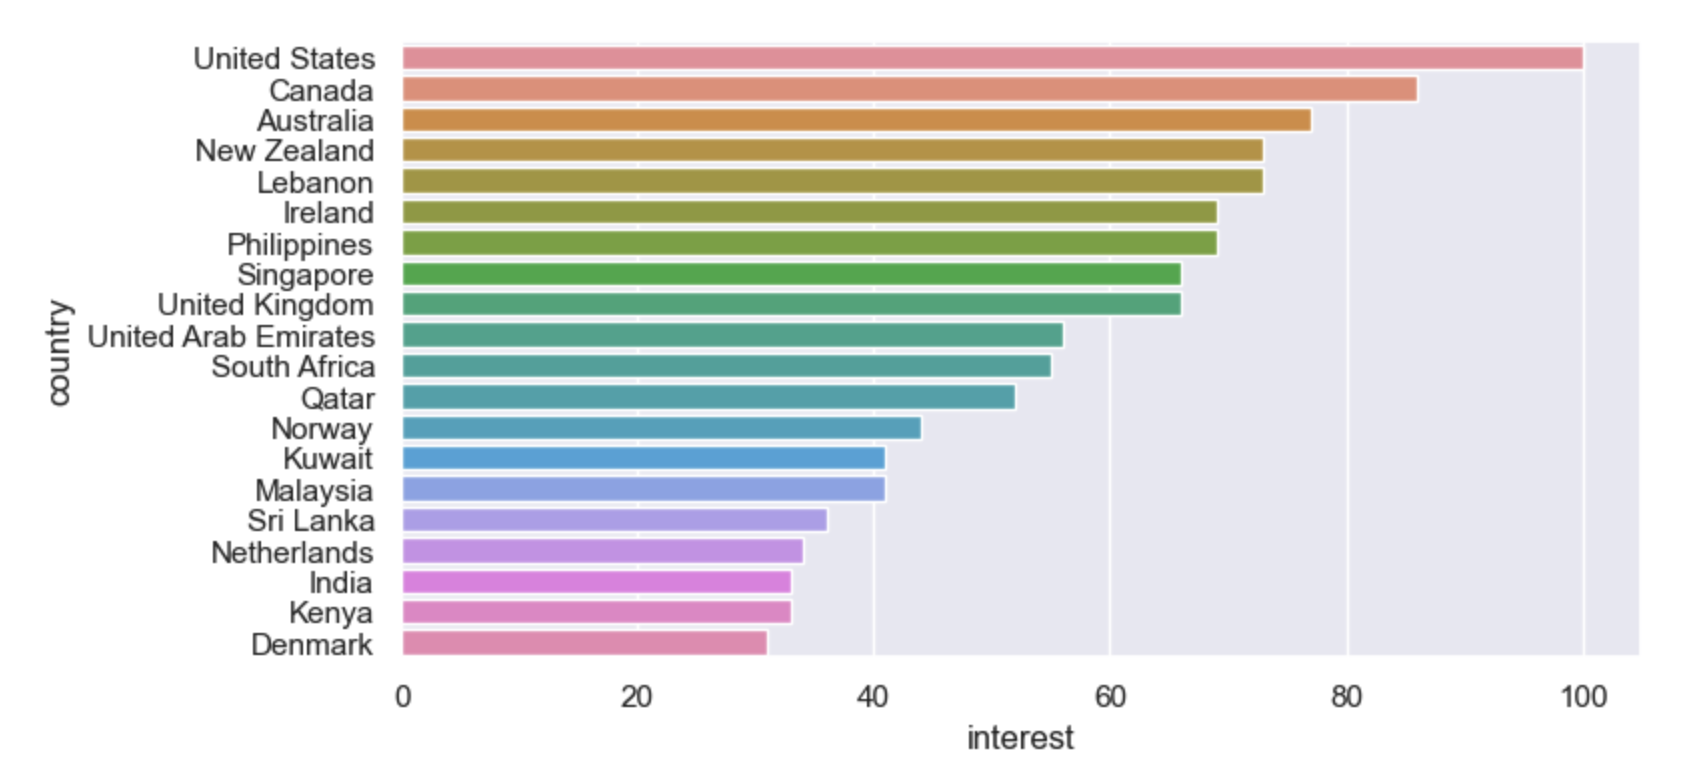 United States
Canada
Australia
New Zealand
Lebanon
Ireland
Philippines
Singapore
United Kingdom
United Arab Emirates
South Africa
Qatar
Norway
Kuwait
Malaysia
Sri Lanka
Netherlands
India
Kenya
Denmark
country
0 20 40 60 80 100
interest